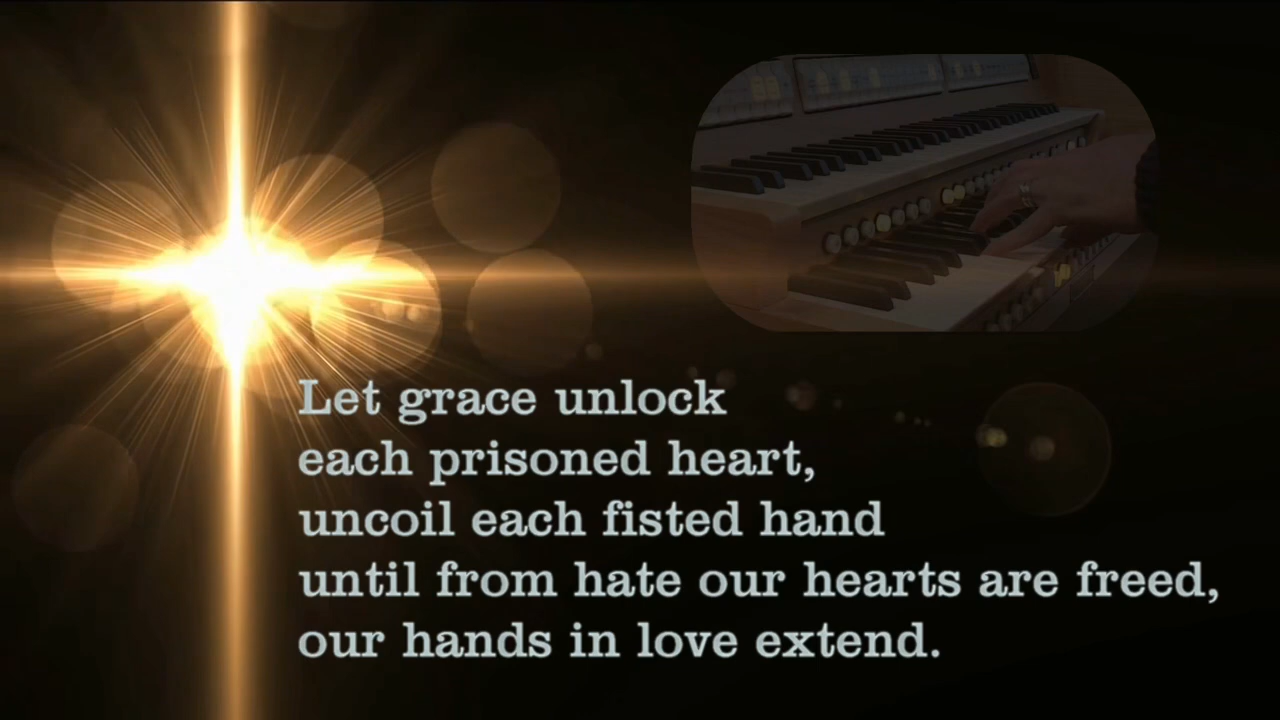 Let grace unlock
each prisoned heart,
uncoil each fisted hand
until from hate our hearts are freed,
our hands in love extend.